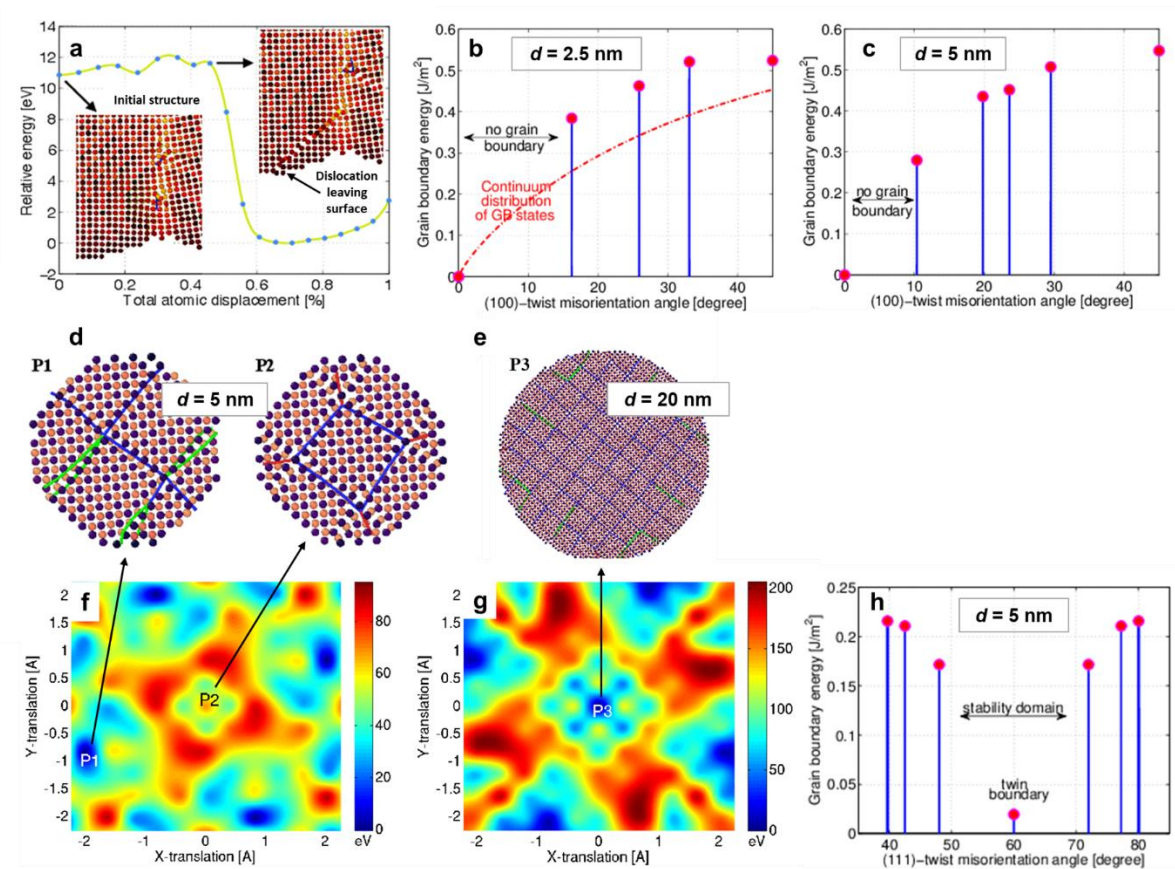 a
14
12
10
8
6
4
2
0
−2
Relative energy [eV]
Initial structure
Dislocation
leaving
surface
0
0.2
0.4
0.6
0.8
1
Total atomic displacement [%]
b
d = 2.5 nm
0.6
0.5
0.4
0.3
0.2
0.1
0
Grain boundary energy [J/m²]
no grain
boundary
Continuum
distribution
of GB states
0
10
20
30
40
(100)−twist misorientation angle [degree]
c
d = 5 nm
0.6
0.5
0.4
0.3
0.2
0.1
0
Grain boundary energy [J/m²]
no grain
boundary
0
10
20
30
40
(100)−twist misorientation angle [degree]
d
P1
d = 5 nm
P2
e
P3
d = 20 nm
f
2
1.5
1
0.5
0
-0.5
-1
-1.5
-2
Y-translation [A]
P2
P1
-2
-1
0
1
2
X-translation [A]
80
60
40
20
0
eV
g
2
1.5
1
0.5
0
-0.5
-1
-1.5
-2
Y-translation [A]
P3
-2
-1
0
1
2
X-translation [A]
200
150
100
50
0
eV
h
d = 5 nm
0.25
0.2
0.15
0.1
0.05
0
Grain boundary energy [J/m²]
stability domain
twin
boundary
40
50
60
70
80
(111)−twist misorientation angle [degree]